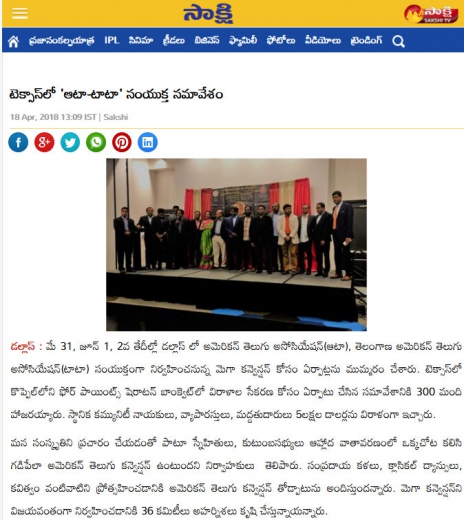 సాక్షి
సాక్షి
SAKSHI TV
ప్రజాసంకల్పయాత్ర IPL సినిమా క్రీడలు బిజినెస్ ఫ్యామిలీ ఫోటోలు వీడియోలు ట్రెండింగ్
టెక్సాస్‌లో 'ఆటా-టాటా' సంయుక్త సమావేశం
18 Apr, 2018 13:09 IST | Sakshi
డల్లాస్ : మే 31, జూన్ 1, 2వ తేదీల్లో డల్లాస్ లో అమెరికన్ తెలుగు అసోసియేషన్(ఆటా), తెలంగాణ అమెరికన్ తెలుగు
అసోసియేషన్(టాటా) సంయుక్తంగా నిర్వహించనున్న మెగా కన్వెన్షన్ కోసం ఏర్పాట్లను ముమ్మరం చేశారు. టెక్సాస్‌లో
కొప్పెల్‌లోని ఫోర్ పాయింట్స్ షెరాటన్ బాంక్వెట్‌లో విరాళాల సేకరణ కోసం ఏర్పాటు చేసిన సమావేశానికి 300 మంది
హాజరయ్యారు. స్థానిక కమ్యునిటీ నాయకులు, వ్యాపారస్తులు, మద్దతుదారులు 5లక్షల డాలర్లను విరాళంగా ఇచ్చారు.
మన సంస్కృతిని ప్రచారం చేయడంతో పాటూ స్నేహితులు, కుటుంబసభ్యులు ఆహ్లాద వాతావరణంలో ఒక్కచోట కలిసి
గడిపేలా అమెరికన్ తెలుగు కన్వెన్షన్ ఉంటుందని నిర్వాహకులు తెలిపారు. సంప్రదాయ కళలు, క్లాసికల్ డ్యాన్సులు,
కవిత్వం వంటివాటిని ప్రోత్సహించడానికి అమెరికన్ తెలుగు కన్వెన్షన్ తోడ్పాటును అందిస్తుందన్నారు. మెగా కన్వెన్షన్‌ని
విజయవంతంగా నిర్వహించడానికి 36 కమిటీలు అహర్నిశలు కృషి చేస్తున్నాయన్నారు.